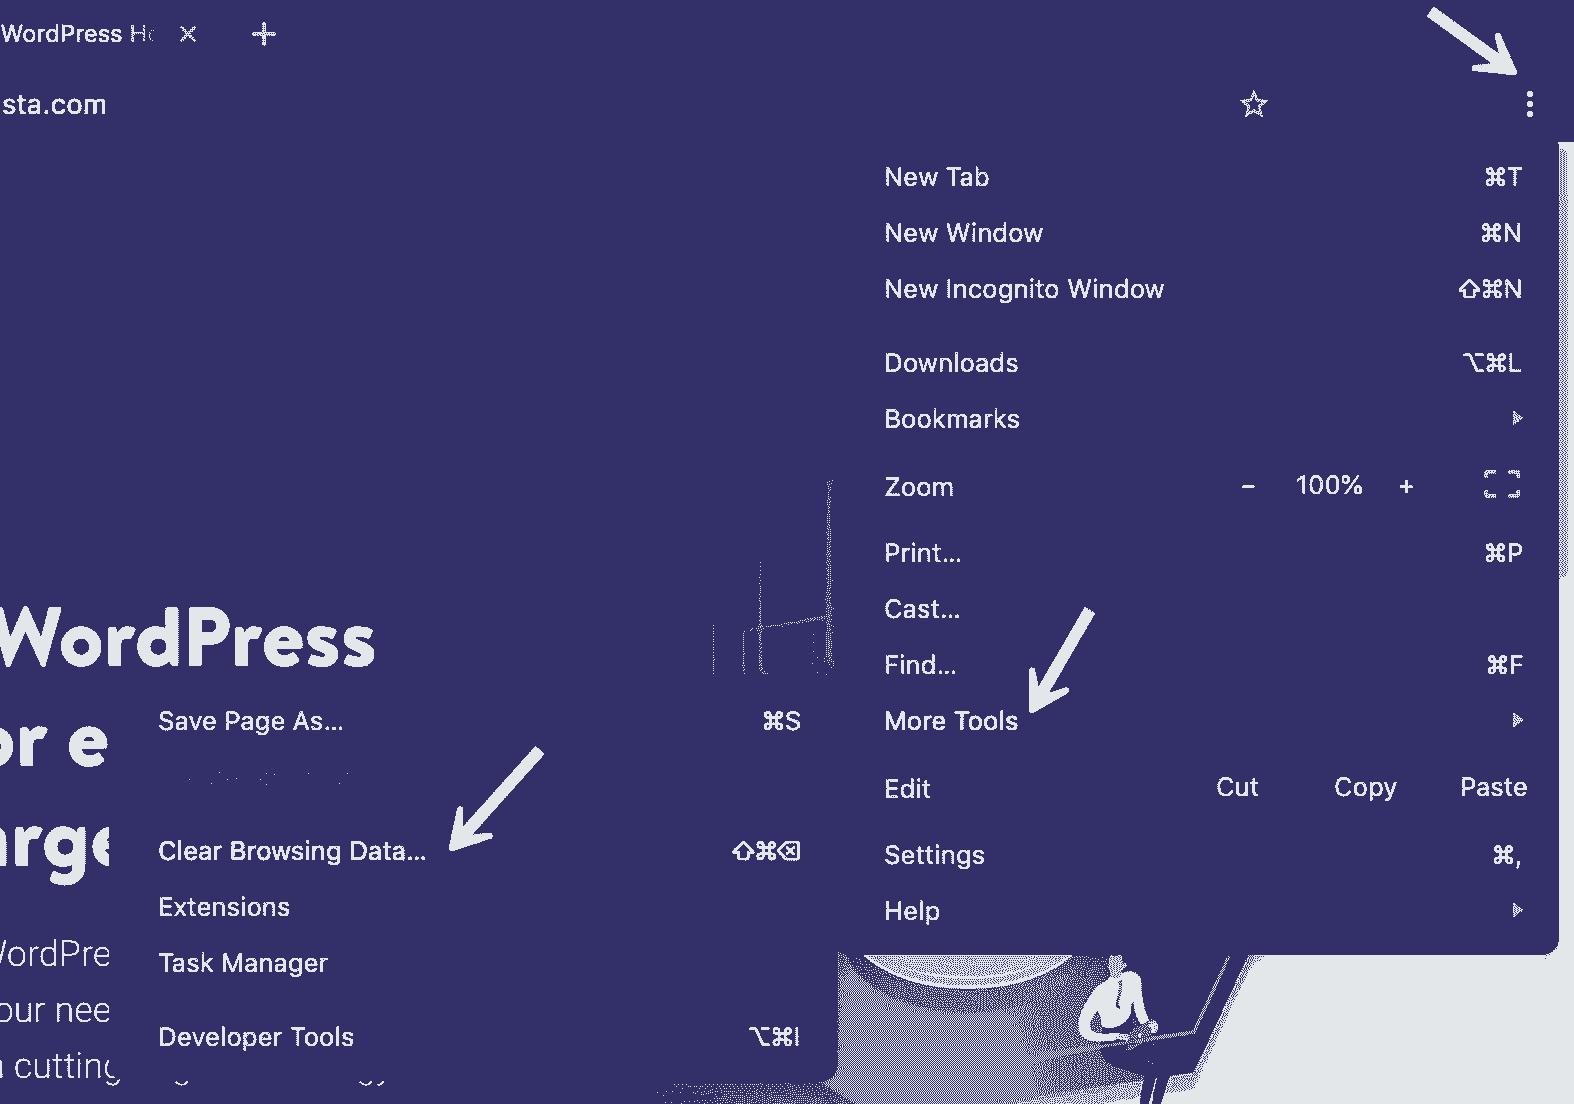 WordPress
sta.com
New Tab ⌘T
New Window ⌘N
New Incognito Window ⇧⌘N
Downloads ⌥⌘L
Bookmarks
Zoom − 100% +
Print... ⌘P
Cast...
Find... ⌘F
More Tools
Edit Cut Copy Paste
Settings ⌘,
Help
WordPress
or e
arge
Save Page As... ⌘S
Clear Browsing Data... ⇧⌘⌫
Extensions
Task Manager
Developer Tools ⌥⌘I
WordPre
our nee
cutting